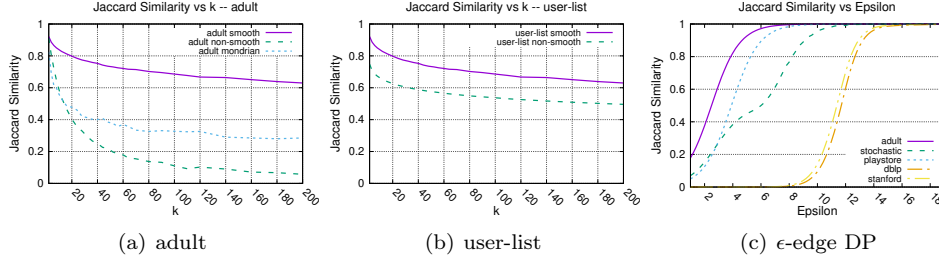 Jaccard Similarity vs k -- adult
Jaccard Similarity
1
0.8
0.6
0.4
0.2
0
adult smooth
adult non-smooth
adult mondrian
20
40
60
80
100
120
140
160
180
200
k
(a) adult
Jaccard Similarity vs k -- user-list
Jaccard Similarity
1
0.8
0.6
0.4
0.2
0
user-list smooth
user-list non-smooth
20
40
60
80
100
120
140
160
180
200
k
(b) user-list
Jaccard Similarity vs Epsilon
Jaccard Similarity
1
0.8
0.6
0.4
0.2
0
adult
stochastic
playstore
dblp
stanford
2
4
6
8
10
12
14
16
18
Epsilon
(c) ϵ-edge DP